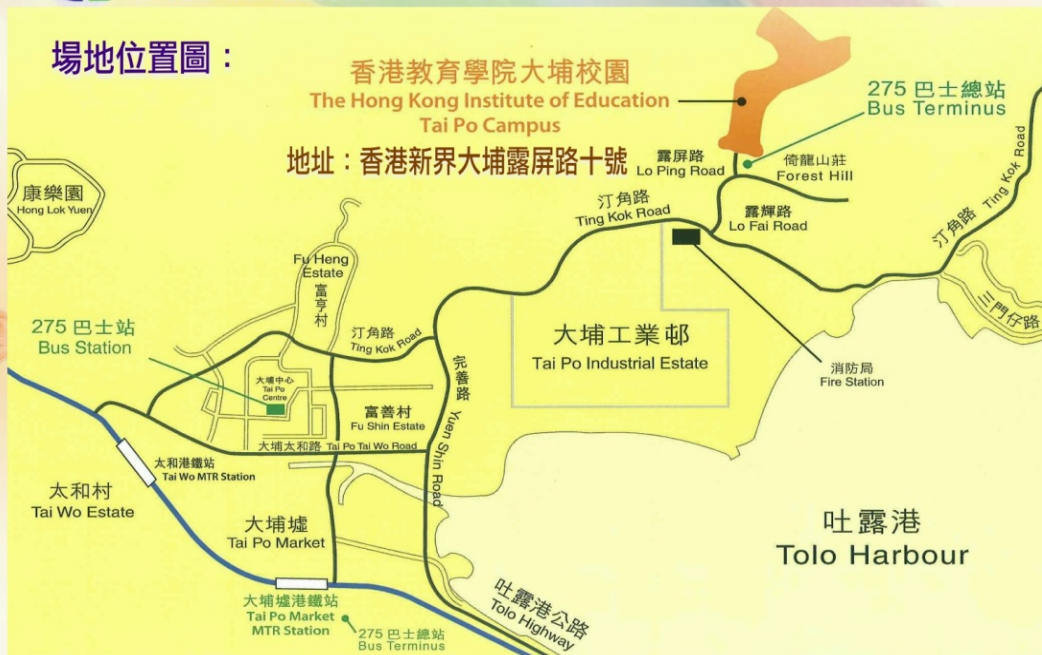 場地位置圖：
香港教育學院大埔校園
The Hong Kong Institute of Education
Tai Po Campus
地址：香港新界大埔露屏路十號
275 巴士總站
Bus Terminus
露屏路
Lo Ping Road
倚龍山莊
Forest Hill
汀角路
Ting Kok Road
露輝路
Lo Fai Road
汀角路 Ting Kok Road
康樂園
Hong Lok Yuen
Fu Heng
Estate
富亨村
275 巴士站
Bus Station
汀角路
Ting Kok Road
大埔工業邨
Tai Po Industrial Estate
三門仔路
消防局
Fire Station
大埔中心
Tai Po
Centre
完善路 Yuen Shin Road
富善村
Fu Shin Estate
大埔太和路 Tai Po Tai Wo Road
太和港鐵站
Tai Wo MTR Station
太和村
Tai Wo Estate
大埔墟
Tai Po Market
吐露港
Tolo Harbour
大埔墟港鐵站
Tai Po Market
MTR Station
275 巴士總站
Bus Terminus
吐露港公路
Tolo Highway